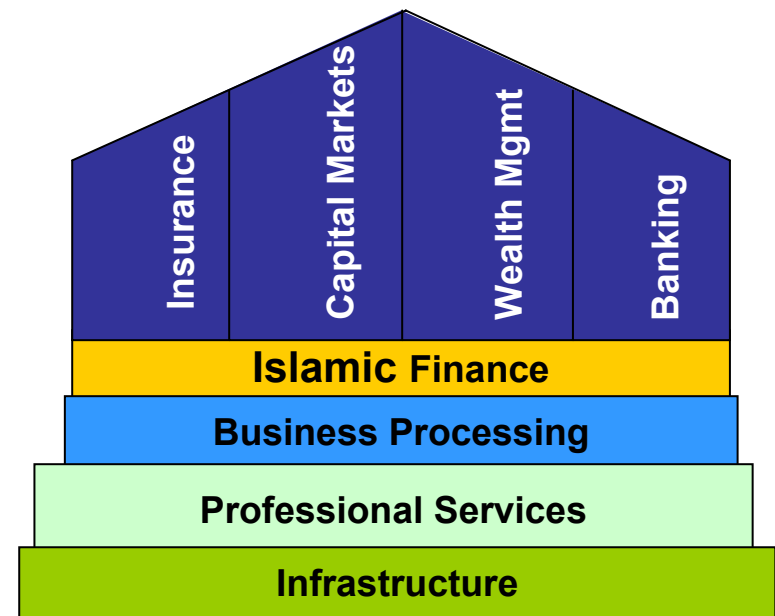 Insurance
Capital Markets
Wealth Mgmt
Banking
Islamic Finance
Business Processing
Professional Services
Infrastructure